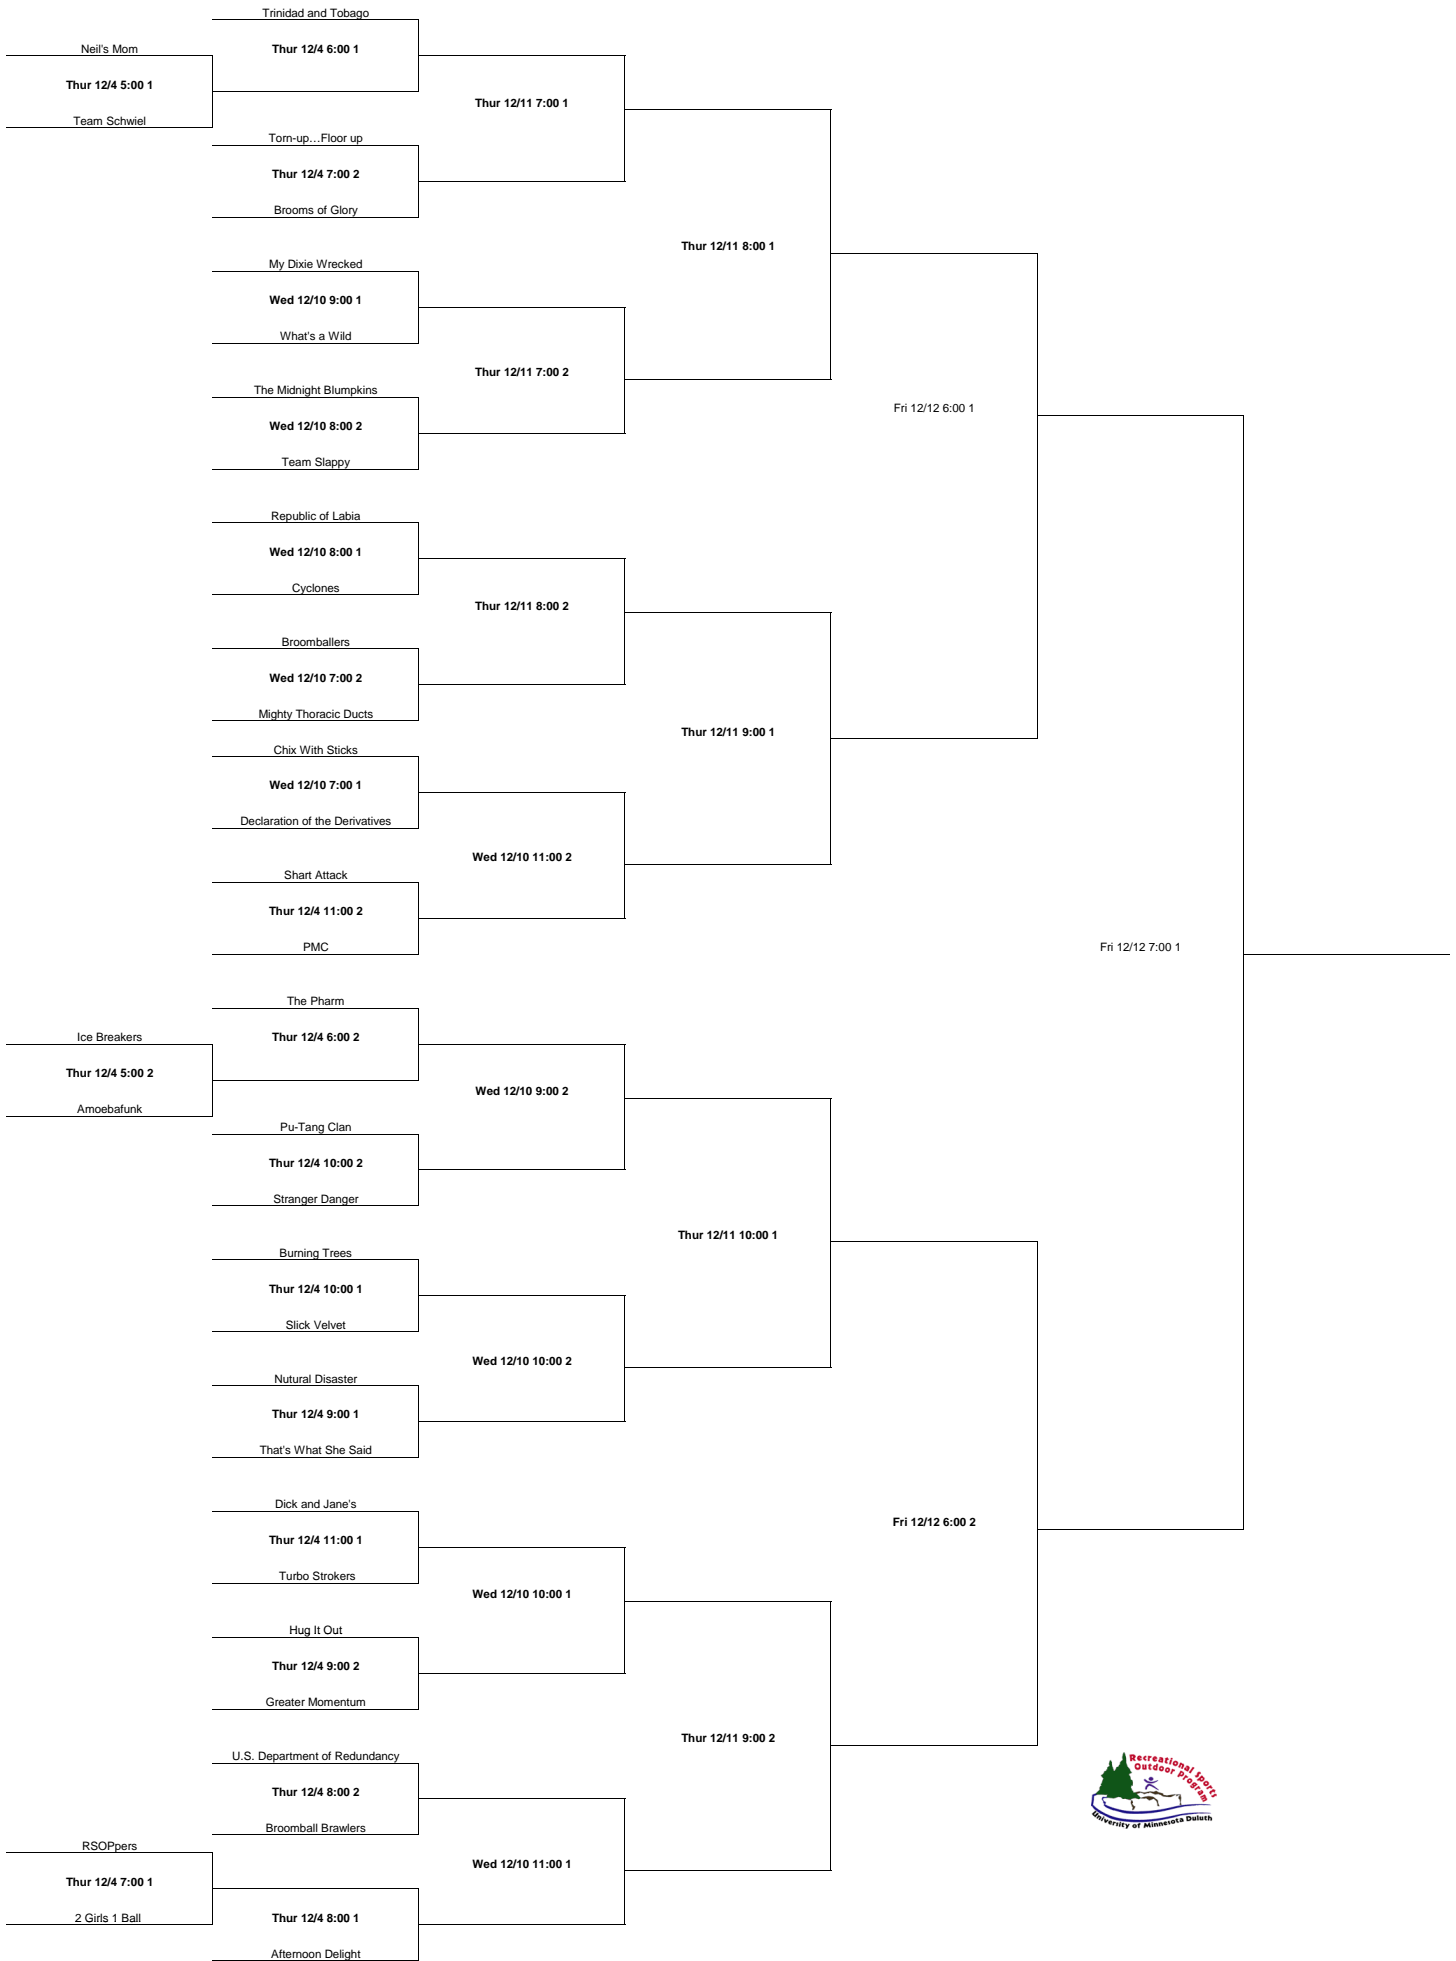 Trinidad and Tobago
Neil's Mom
Thur 12/4 6:00 1
Thur 12/4 5:00 1
Thur 12/11 7:00 1
Team Schwiel
Torn-up…Floor up
Thur 12/4 7:00 2
Brooms of Glory
Thur 12/11 8:00 1
My Dixie Wrecked
Wed 12/10 9:00 1
What's a Wild
Thur 12/11 7:00 2
The Midnight Blumpkins
Fri 12/12 6:00 1
Wed 12/10 8:00 2
Team Slappy
Republic of Labia
Wed 12/10 8:00 1
Cyclones
Thur 12/11 8:00 2
Broomballers
Wed 12/10 7:00 2
Mighty Thoracic Ducts
Thur 12/11 9:00 1
Chix With Sticks
Wed 12/10 7:00 1
Declaration of the Derivatives
Wed 12/10 11:00 2
Shart Attack
Thur 12/4 11:00 2
PMC
Fri 12/12 7:00 1
The Pharm
Ice Breakers
Thur 12/4 6:00 2
Thur 12/4 5:00 2
Wed 12/10 9:00 2
Amoebafunk
Pu-Tang Clan
Thur 12/4 10:00 2
Stranger Danger
Thur 12/11 10:00 1
Burning Trees
Thur 12/4 10:00 1
Slick Velvet
Wed 12/10 10:00 2
Nutural Disaster
Thur 12/4 9:00 1
That's What She Said
Dick and Jane's
Fri 12/12 6:00 2
Thur 12/4 11:00 1
Turbo Strokers
Wed 12/10 10:00 1
Hug It Out
Thur 12/4 9:00 2
Greater Momentum
Thur 12/11 9:00 2
U.S. Department of Redundancy
Thur 12/4 8:00 2
Broomball Brawlers
Recreational Sports
Outdoor Program
University of Minnesota Duluth
RSOPpers
Wed 12/10 11:00 1
Thur 12/4 7:00 1
2 Girls 1 Ball
Thur 12/4 8:00 1
Afternoon Delight